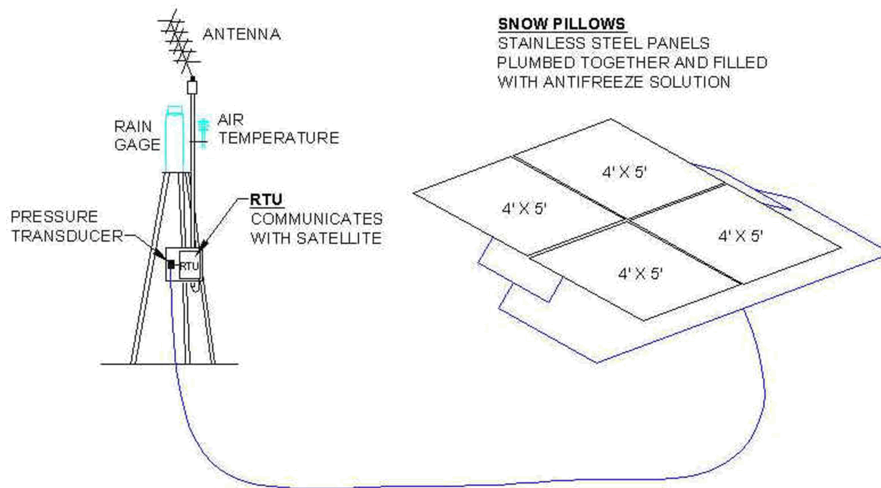 ANTENNA
RAIN
GAGE
AIR
TEMPERATURE
PRESSURE
TRANSDUCER
RTU
COMMUNICATES
WITH SATELLITE
RTU
SNOW PILLOWS
STAINLESS STEEL PANELS
PLUMBED TOGETHER AND FILLED
WITH ANTIFREEZE SOLUTION
4' X 5'
4' X 5'
4' X 5'
4' X 5'